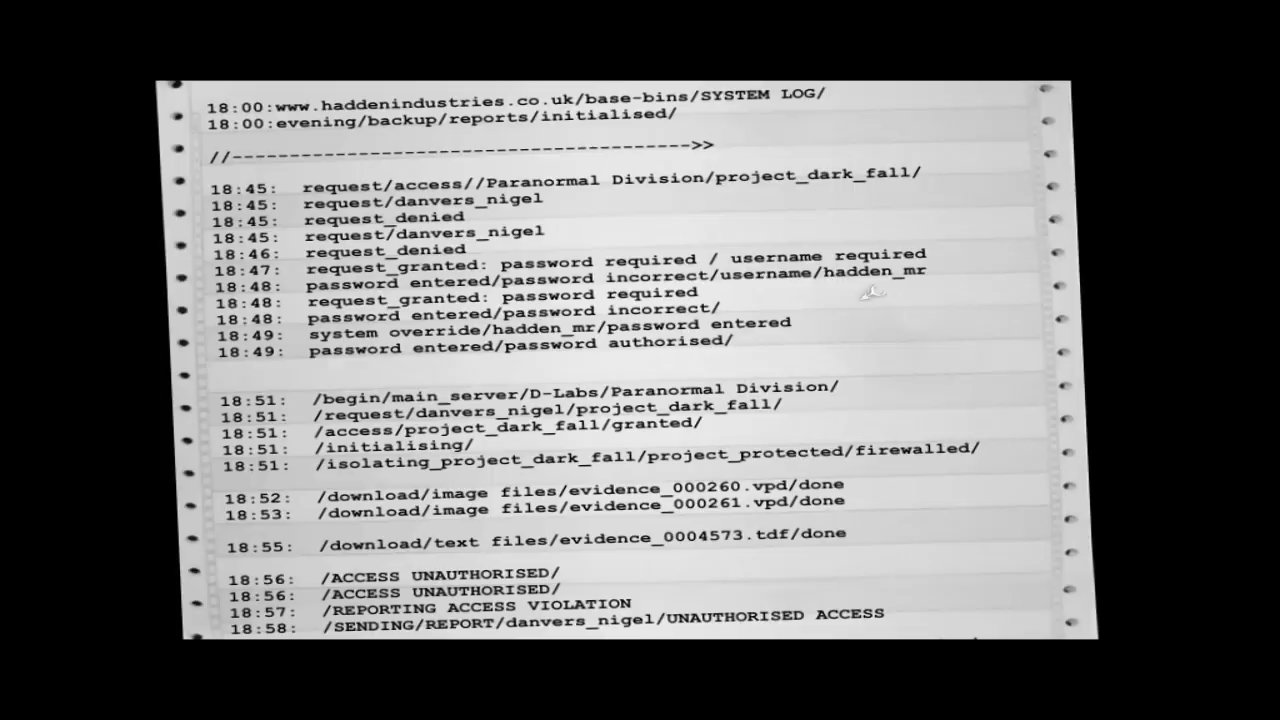 18:00:www.haddenindustries.co.uk/base-bins/SYSTEM LOG/
18:00:evening/backup/reports/initialised/
//---------------------------------------->>
18:45: request/access//Paranormal Division/project_dark_fall/
18:45: request/danvers_nigel
18:45: request_denied
18:45: request/danvers_nigel
18:46: request_denied
18:47: request_granted: password required / username required
18:48: password entered/password incorrect/username/hadden_mr
18:48: request_granted: password required
18:48: password entered/password incorrect/
18:49: system override/hadden_mr/password entered
18:49: password entered/password authorised/
18:51: /begin/main_server/D-Labs/Paranormal Division/
18:51: /request/danvers_nigel/project_dark_fall/
18:51: /access/project_dark_fall/granted/
18:51: /initialising/
18:51: /isolating_project_dark_fall/project_protected/firewalled/
18:52: /download/image files/evidence_000260.vpd/done
18:53: /download/image files/evidence_000261.vpd/done
18:55: /download/text files/evidence_0004573.tdf/done
18:56: /ACCESS UNAUTHORISED/
18:56: /ACCESS UNAUTHORISED/
18:57: /REPORTING ACCESS VIOLATION
18:58: /SENDING/REPORT/danvers_nigel/UNAUTHORISED ACCESS